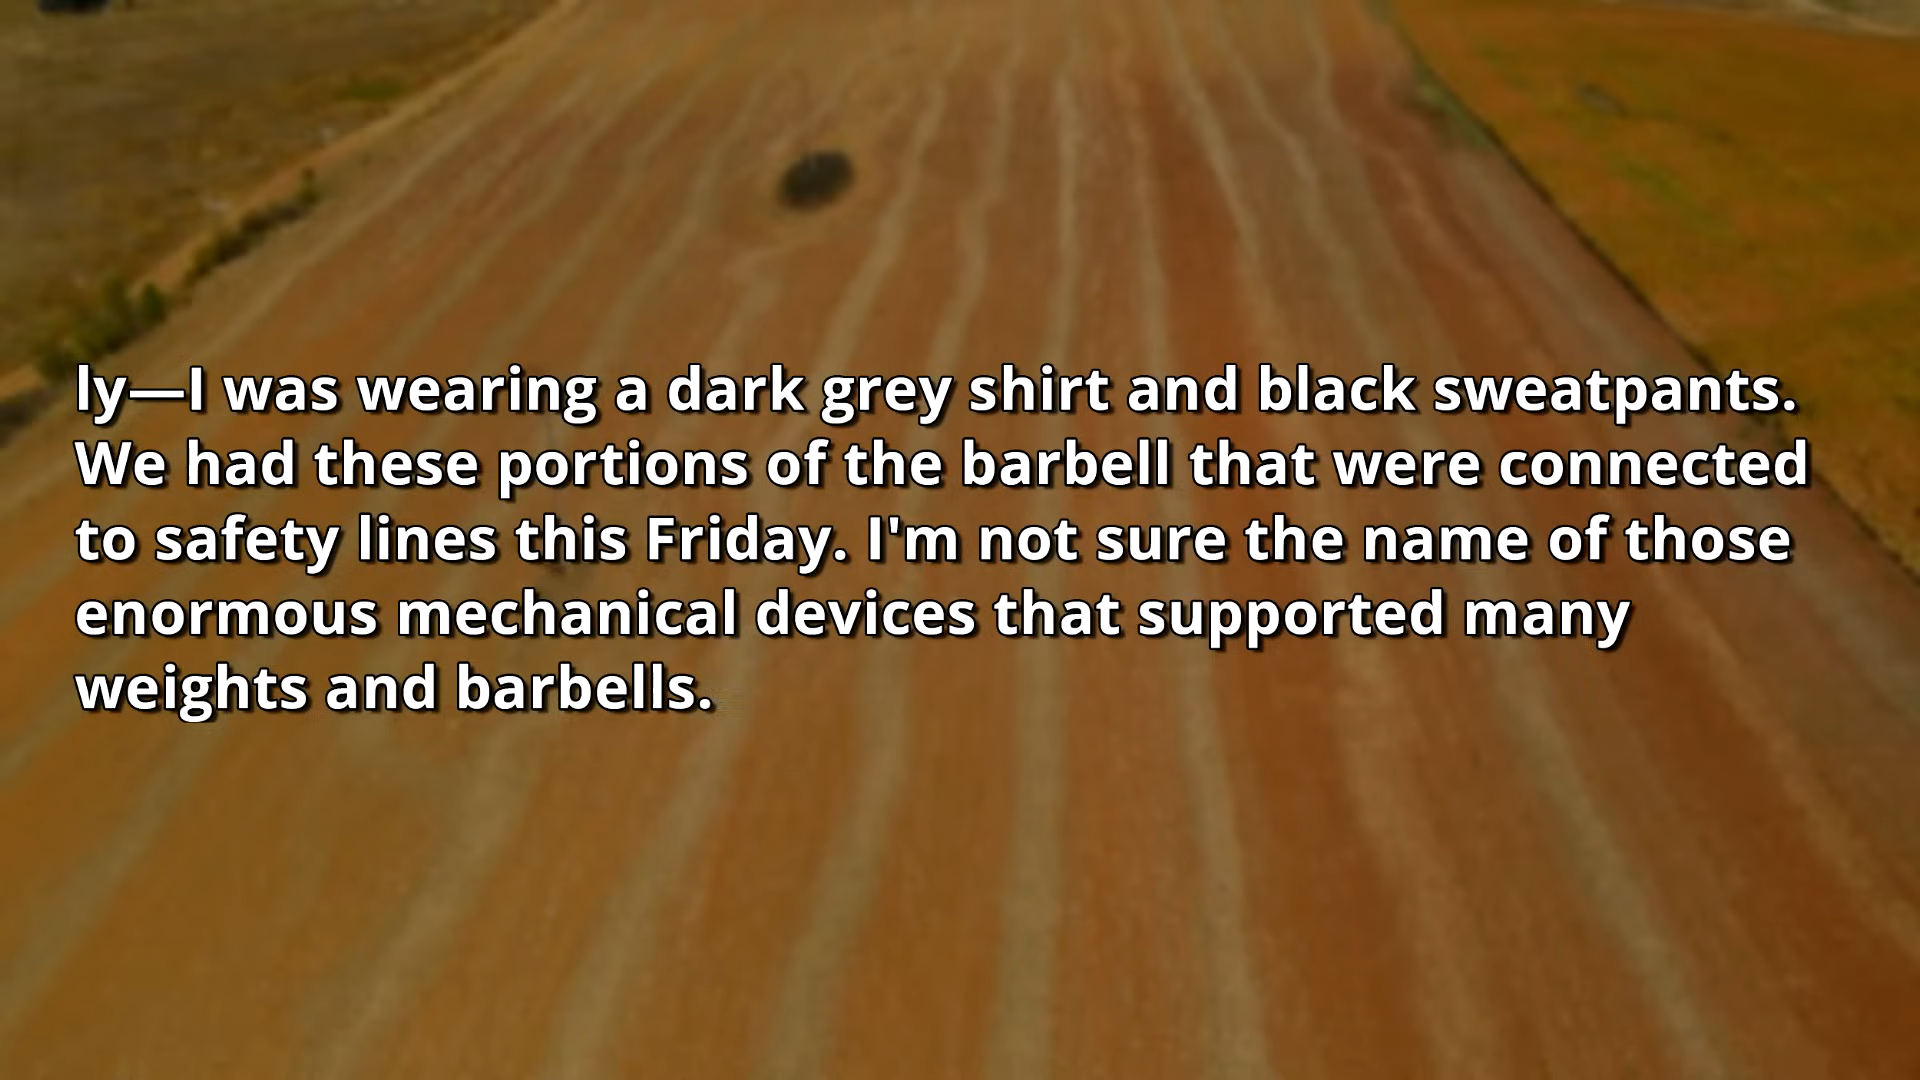 ly—I was wearing a dark grey shirt and black sweatpants.
We had these portions of the barbell that were connected
to safety lines this Friday. I'm not sure the name of those
enormous mechanical devices that supported many
weights and barbells.